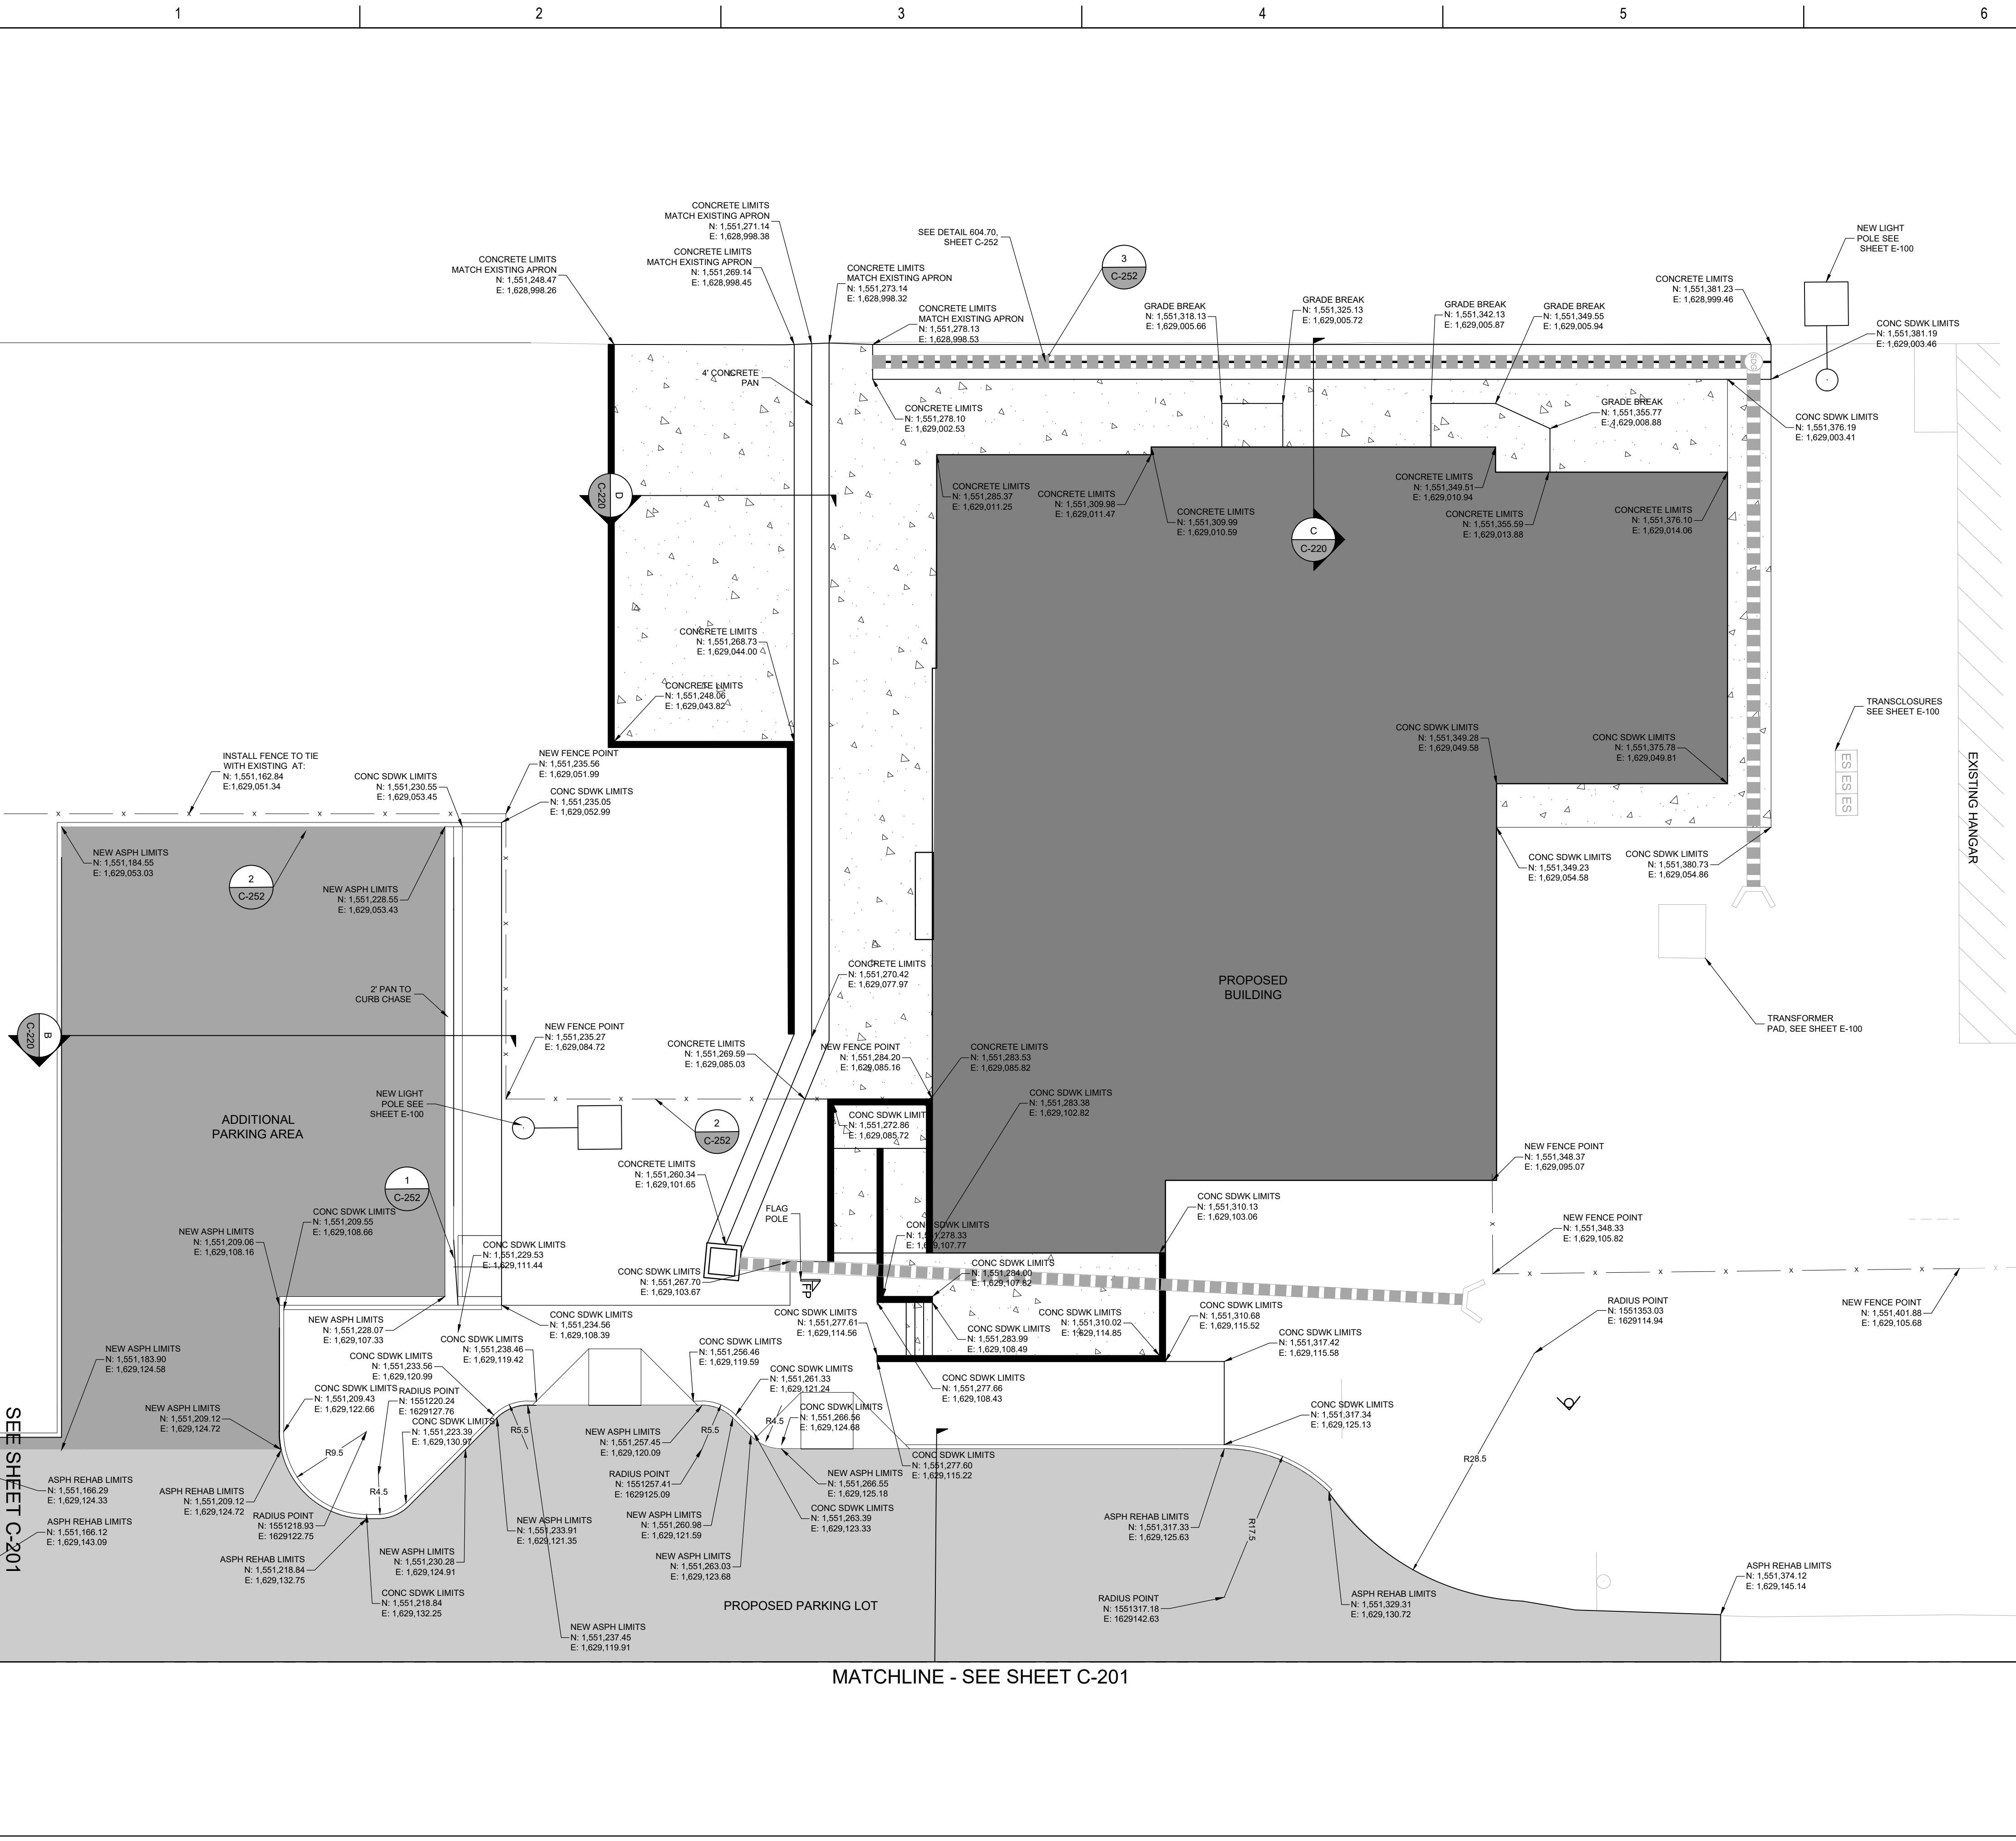 1
2
3
4
5
6
CONCRETE LIMITS
MATCH EXISTING APRON
N: 1,551,271.14
E: 1,628,998.38
CONCRETE LIMITS
MATCH EXISTING APRON
N: 1,551,248.47
E: 1,628,998.26
CONCRETE LIMITS
MATCH EXISTING APRON
N: 1,551,269.14
E: 1,628,998.45
CONCRETE LIMITS
MATCH EXISTING APRON
N: 1,551,273.14
E: 1,628,998.32
SEE DETAIL 604.70,
SHEET C-252
3
C-252
CONCRETE LIMITS
MATCH EXISTING APRON
N: 1,551,278.13
E: 1,628,998.53
GRADE BREAK
N: 1,551,318.13
E: 1,629,005.66
GRADE BREAK
N: 1,551,325.13
E: 1,629,005.72
GRADE BREAK
N: 1,551,342.13
E: 1,629,005.87
GRADE BREAK
N: 1,551,349.55
E: 1,629,005.94
CONCRETE LIMITS
N: 1,551,381.23
E: 1,628,999.46
NEW LIGHT
POLE SEE
SHEET E-100
CONC SDWK LIMITS
N: 1,551,381.19
E: 1,629,003.46
4' CONCRETE
PAN
CONCRETE LIMITS
N: 1,551,278.10
E: 1,629,002.53
GRADE BREAK
N: 1,551,355.77
E: 1,629,008.88
CONC SDWK LIMITS
N: 1,551,376.19
E: 1,629,003.41
D
C-220
CONCRETE LIMITS
N: 1,551,285.37
E: 1,629,011.25
CONCRETE LIMITS
N: 1,551,309.98
E: 1,629,011.47
CONCRETE LIMITS
N: 1,551,309.99
E: 1,629,010.59
C
C-220
CONCRETE LIMITS
N: 1,551,349.51
E: 1,629,010.94
CONCRETE LIMITS
N: 1,551,355.59
E: 1,629,013.88
CONCRETE LIMITS
N: 1,551,376.10
E: 1,629,014.06
CONCRETE LIMITS
N: 1,551,268.73
E: 1,629,044.00
CONCRETE LIMITS
N: 1,551,248.06
E: 1,629,043.82
CONC SDWK LIMITS
N: 1,551,349.28
E: 1,629,049.58
CONC SDWK LIMITS
N: 1,551,375.78
E: 1,629,049.81
TRANSCLOSURES
SEE SHEET E-100
ES ES ES
EXISTING HANGAR
INSTALL FENCE TO TIE
WITH EXISTING AT:
N: 1,551,162.84
E:1,629,051.34
CONC SDWK LIMITS
N: 1,551,230.55
E: 1,629,053.45
NEW FENCE POINT
N: 1,551,235.56
E: 1,629,051.99
CONC SDWK LIMITS
N: 1,551,235.05
E: 1,629,052.99
NEW ASPH LIMITS
N: 1,551,184.55
E: 1,629,053.03
2
C-252
NEW ASPH LIMITS
N: 1,551,228.55
E: 1,629,053.43
CONC SDWK LIMITS
N: 1,551,349.23
E: 1,629,054.58
CONC SDWK LIMITS
N: 1,551,380.73
E: 1,629,054.86
2' PAN TO
CURB CHASE
B
C-220
CONCRETE LIMITS
N: 1,551,270.42
E: 1,629,077.97
PROPOSED
BUILDING
TRANSFORMER
PAD, SEE SHEET E-100
NEW FENCE POINT
N: 1,551,235.27
E: 1,629,084.72
CONCRETE LIMITS
N: 1,551,269.59
E: 1,629,085.03
NEW FENCE POINT
N: 1,551,284.20
E: 1,629,085.16
CONCRETE LIMITS
N: 1,551,283.53
E: 1,629,085.82
CONC SDWK LIMITS
N: 1,551,283.38
E: 1,629,102.82
NEW LIGHT
POLE SEE
SHEET E-100
ADDITIONAL
PARKING AREA
2
C-252
CONC SDWK LIMIT
N: 1,551,272.86
E: 1,629,085.72
1
C-252
CONCRETE LIMITS
N: 1,551,260.34
E: 1,629,101.65
FLAG
POLE
FP
NEW FENCE POINT
N: 1,551,348.37
E: 1,629,095.07
CONC SDWK LIMITS
N: 1,551,310.13
E: 1,629,103.06
NEW FENCE POINT
N: 1,551,348.33
E: 1,629,105.82
NEW ASPH LIMITS
N: 1,551,209.06
E: 1,629,108.16
CONC SDWK LIMITS
N: 1,551,209.55
E: 1,629,108.66
CONC SDWK LIMITS
N: 1,551,229.53
E: 1,629,111.44
CONC SDWK LIMITS
N: 1,551,267.70
E: 1,629,103.67
CONC SDWK LIMITS
N: 1,551,278.33
E: 1,629,107.77
CONC SDWK LIMITS
N: 1,551,284.00
E: 1,629,107.82
NEW FENCE POINT
N: 1,551,401.88
E: 1,629,105.68
RADIUS POINT
N: 1551353.03
E: 1629114.94
NEW ASPH LIMITS
N: 1,551,228.07
E: 1,629,107.33
CONC SDWK LIMITS
N: 1,551,234.56
E: 1,629,108.39
CONC SDWK LIMITS
N: 1,551,277.61
E: 1,629,114.56
CONC SDWK LIMITS
N: 1,551,283.99
E: 1,629,108.49
CONC SDWK LIMITS
N: 1,551,310.02
E: 1,629,114.85
CONC SDWK LIMITS
N: 1,551,310.68
E: 1,629,115.52
CONC SDWK LIMITS
N: 1,551,317.42
E: 1,629,115.58
NEW ASPH LIMITS
N: 1,551,183.90
E: 1,629,124.58
CONC SDWK LIMITS
N: 1,551,233.56
E: 1,629,120.99
CONC SDWK LIMITS
N: 1,551,238.46
E: 1,629,119.42
CONC SDWK LIMITS
N: 1,551,256.46
E: 1,629,119.59
CONC SDWK LIMITS
N: 1,551,261.33
E: 1,629,121.24
CONC SDWK LIMITS
N: 1,551,277.66
E: 1,629,108.43
NEW ASPH LIMITS
N: 1,551,209.12
E: 1,629,124.72
CONC SDWK LIMITS
N: 1,551,209.43
E: 1,629,122.66
RADIUS POINT
N: 1551220.24
E: 1629127.76
CONC SDWK LIMITS
N: 1,551,223.39
E: 1,629,130.97
CONC SDWK LIMITS
N: 1,551,266.56
E: 1,629,124.68
CONC SDWK LIMITS
N: 1,551,317.34
E: 1,629,125.13
R9.5
R4.5
R5.5
R5.5
R4.5
R28.5
R17.5
NEW ASPH LIMITS
N: 1,551,257.45
E: 1,629,120.09
CONC SDWK LIMITS
N: 1,551,277.60
E: 1,629,115.22
ASPH REHAB LIMITS
N: 1,551,166.29
E: 1,629,124.33
ASPH REHAB LIMITS
N: 1,551,209.12
E: 1,629,124.72
RADIUS POINT
N: 1551257.41
E: 1629125.09
NEW ASPH LIMITS
N: 1,551,266.55
E: 1,629,125.18
SEE SHEET C-201
ASPH REHAB LIMITS
N: 1,551,166.12
E: 1,629,143.09
RADIUS POINT
N: 1551218.93
E: 1629122.75
NEW ASPH LIMITS
N: 1,551,233.91
E: 1,629,121.35
NEW ASPH LIMITS
N: 1,551,260.98
E: 1,629,121.59
CONC SDWK LIMITS
N: 1,551,263.39
E: 1,629,123.33
ASPH REHAB LIMITS
N: 1,551,317.33
E: 1,629,125.63
ASPH REHAB LIMITS
N: 1,551,218.84
E: 1,629,132.75
NEW ASPH LIMITS
N: 1,551,230.28
E: 1,629,124.91
NEW ASPH LIMITS
N: 1,551,263.03
E: 1,629,123.68
CONC SDWK LIMITS
N: 1,551,218.84
E: 1,629,132.25
PROPOSED PARKING LOT
RADIUS POINT
N: 1551317.18
E: 1629142.63
ASPH REHAB LIMITS
N: 1,551,329.31
E: 1,629,130.72
ASPH REHAB LIMITS
N: 1,551,374.12
E: 1,629,145.14
NEW ASPH LIMITS
N: 1,551,237.45
E: 1,629,119.91
MATCHLINE - SEE SHEET C-201